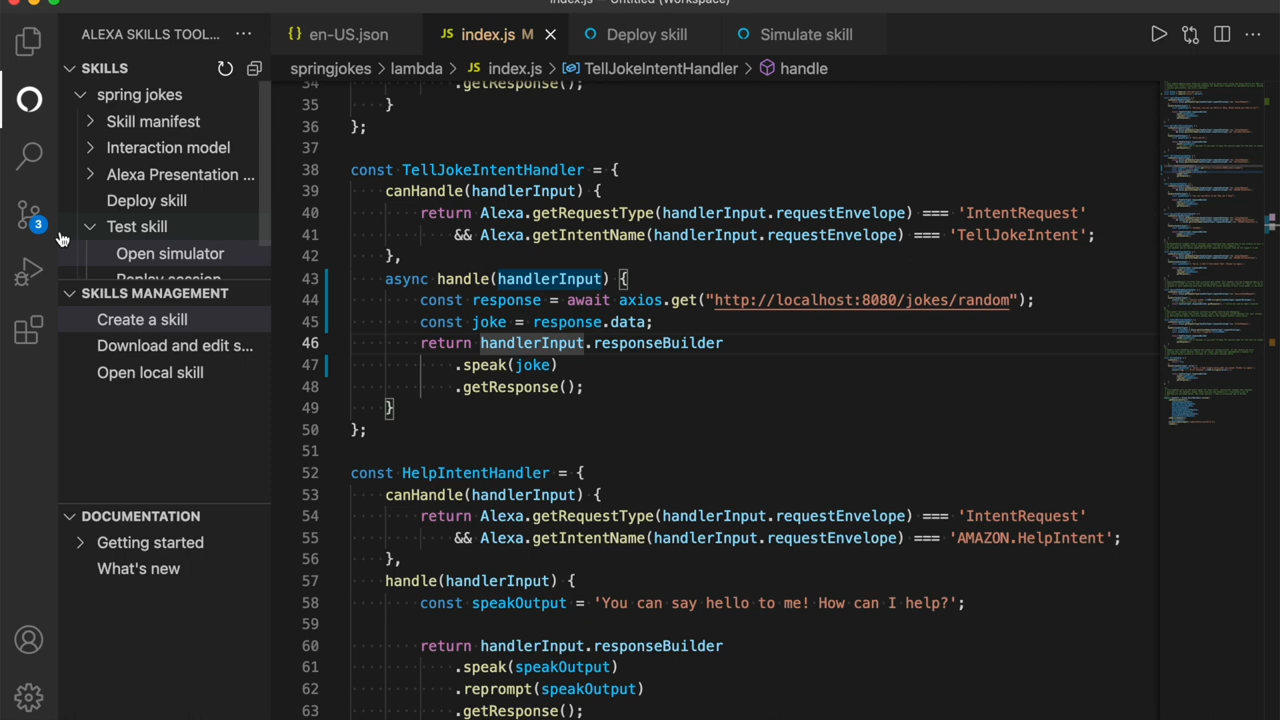 index.js — Untitled (Workspace)
ALEXA SKILLS TOOL... ···
{} en-US.json
JS index.js M
Deploy skill
Simulate skill
···
SKILLS
springjokes > lambda > JS index.js > TellJokeIntentHandler > handle
spring jokes
Skill manifest
Interaction model
Alexa Presentation ...
Deploy skill
Test skill
3
Open simulator
Replay session
SKILLS MANAGEMENT
Create a skill
Download and edit s...
Open local skill
DOCUMENTATION
Getting started
What's new
34 .getResponse();
35 }
36 };
37
38 const TellJokeIntentHandler = {
39 canHandle(handlerInput) {
40 return Alexa.getRequestType(handlerInput.requestEnvelope) === 'IntentRequest'
41 && Alexa.getIntentName(handlerInput.requestEnvelope) === 'TellJokeIntent';
42 },
43 async handle(handlerInput) {
44 const response = await axios.get("http://localhost:8080/jokes/random");
45 const joke = response.data;
46 return handlerInput.responseBuilder
47 .speak(joke)
48 .getResponse();
49 }
50 };
51
52 const HelpIntentHandler = {
53 canHandle(handlerInput) {
54 return Alexa.getRequestType(handlerInput.requestEnvelope) === 'IntentRequest'
55 && Alexa.getIntentName(handlerInput.requestEnvelope) === 'AMAZON.HelpIntent';
56 },
57 handle(handlerInput) {
58 const speakOutput = 'You can say hello to me! How can I help?';
59
60 return handlerInput.responseBuilder
61 .speak(speakOutput)
62 .reprompt(speakOutput)
63 .getResponse();